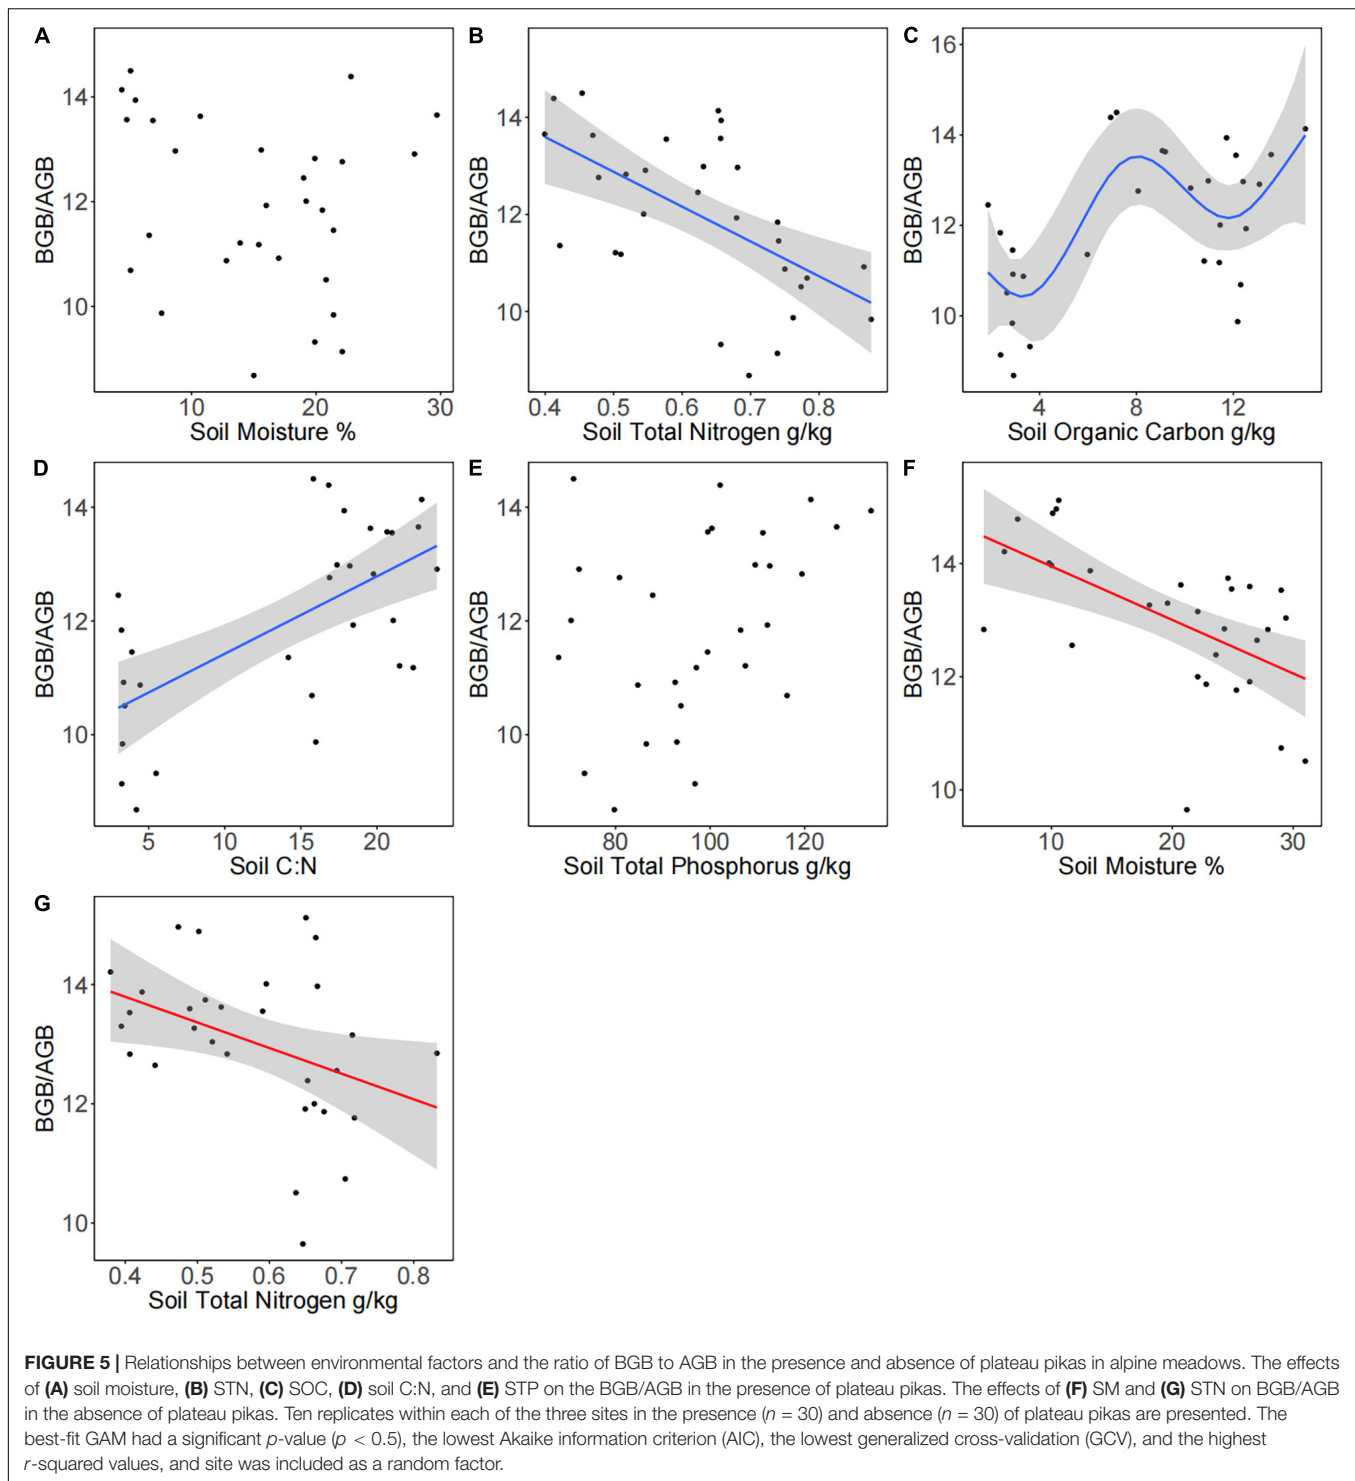 A
B
C
BGB/AGB
14
12
10
10
20
30
Soil Moisture %
BGB/AGB
14
12
10
0.4
0.5
0.6
0.7
0.8
Soil Total Nitrogen g/kg
BGB/AGB
16
14
12
10
4
8
12
Soil Organic Carbon g/kg
D
E
F
BGB/AGB
14
12
10
5
10
15
20
Soil C:N
BGB/AGB
14
12
10
80
100
120
Soil Total Phosphorus g/kg
BGB/AGB
14
12
10
10
20
30
Soil Moisture %
G
BGB/AGB
14
12
10
0.4
0.5
0.6
0.7
0.8
Soil Total Nitrogen g/kg
FIGURE 5 | Relationships between environmental factors and the ratio of BGB to AGB in the presence and absence of plateau pikas in alpine meadows. The effects
of (A) soil moisture, (B) STN, (C) SOC, (D) soil C:N, and (E) STP on the BGB/AGB in the presence of plateau pikas. The effects of (F) SM and (G) STN on BGB/AGB
in the absence of plateau pikas. Ten replicates within each of the three sites in the presence (n = 30) and absence (n = 30) of plateau pikas are presented. The
best-fit GAM had a significant p-value (p < 0.5), the lowest Akaike information criterion (AIC), the lowest generalized cross-validation (GCV), and the highest
r-squared values, and site was included as a random factor.